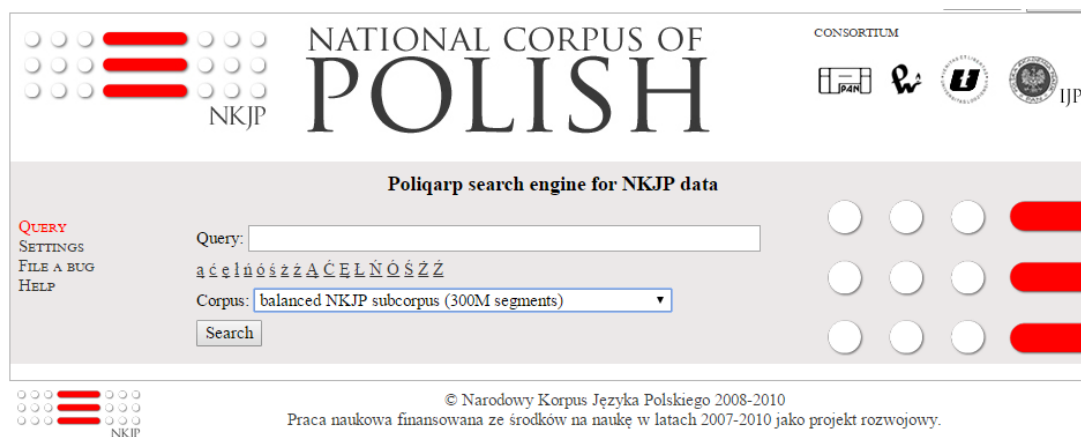 NATIONAL CORPUS OF
POLISH
NKJP
CONSORTIUM
IPI PAN
IJP
Poliqarp search engine for NKJP data
QUERY
SETTINGS
FILE A BUG
HELP
Query:
ą ć ę ł ń ó ś ż ź Ą Ć Ę Ł Ń Ó Ś Ż Ź
Corpus: balanced NKJP subcorpus (300M segments)
Search
NKJP
© Narodowy Korpus Języka Polskiego 2008-2010
Praca naukowa finansowana ze środków na naukę w latach 2007-2010 jako projekt rozwojowy.